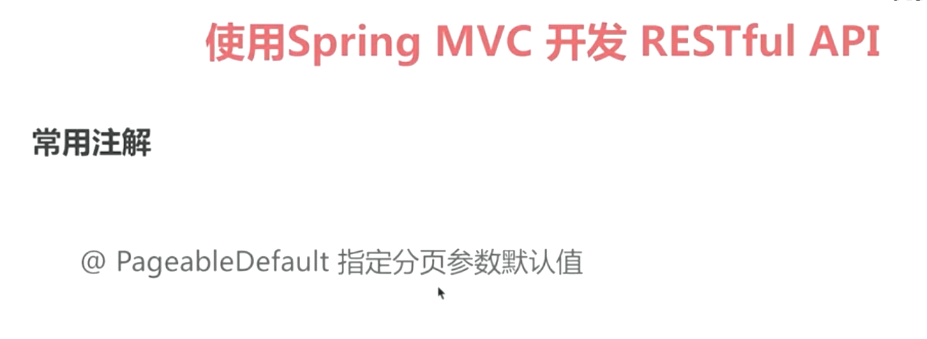 使用Spring MVC 开发 RESTful API
常用注解
@ PageableDefault 指定分页参数默认值